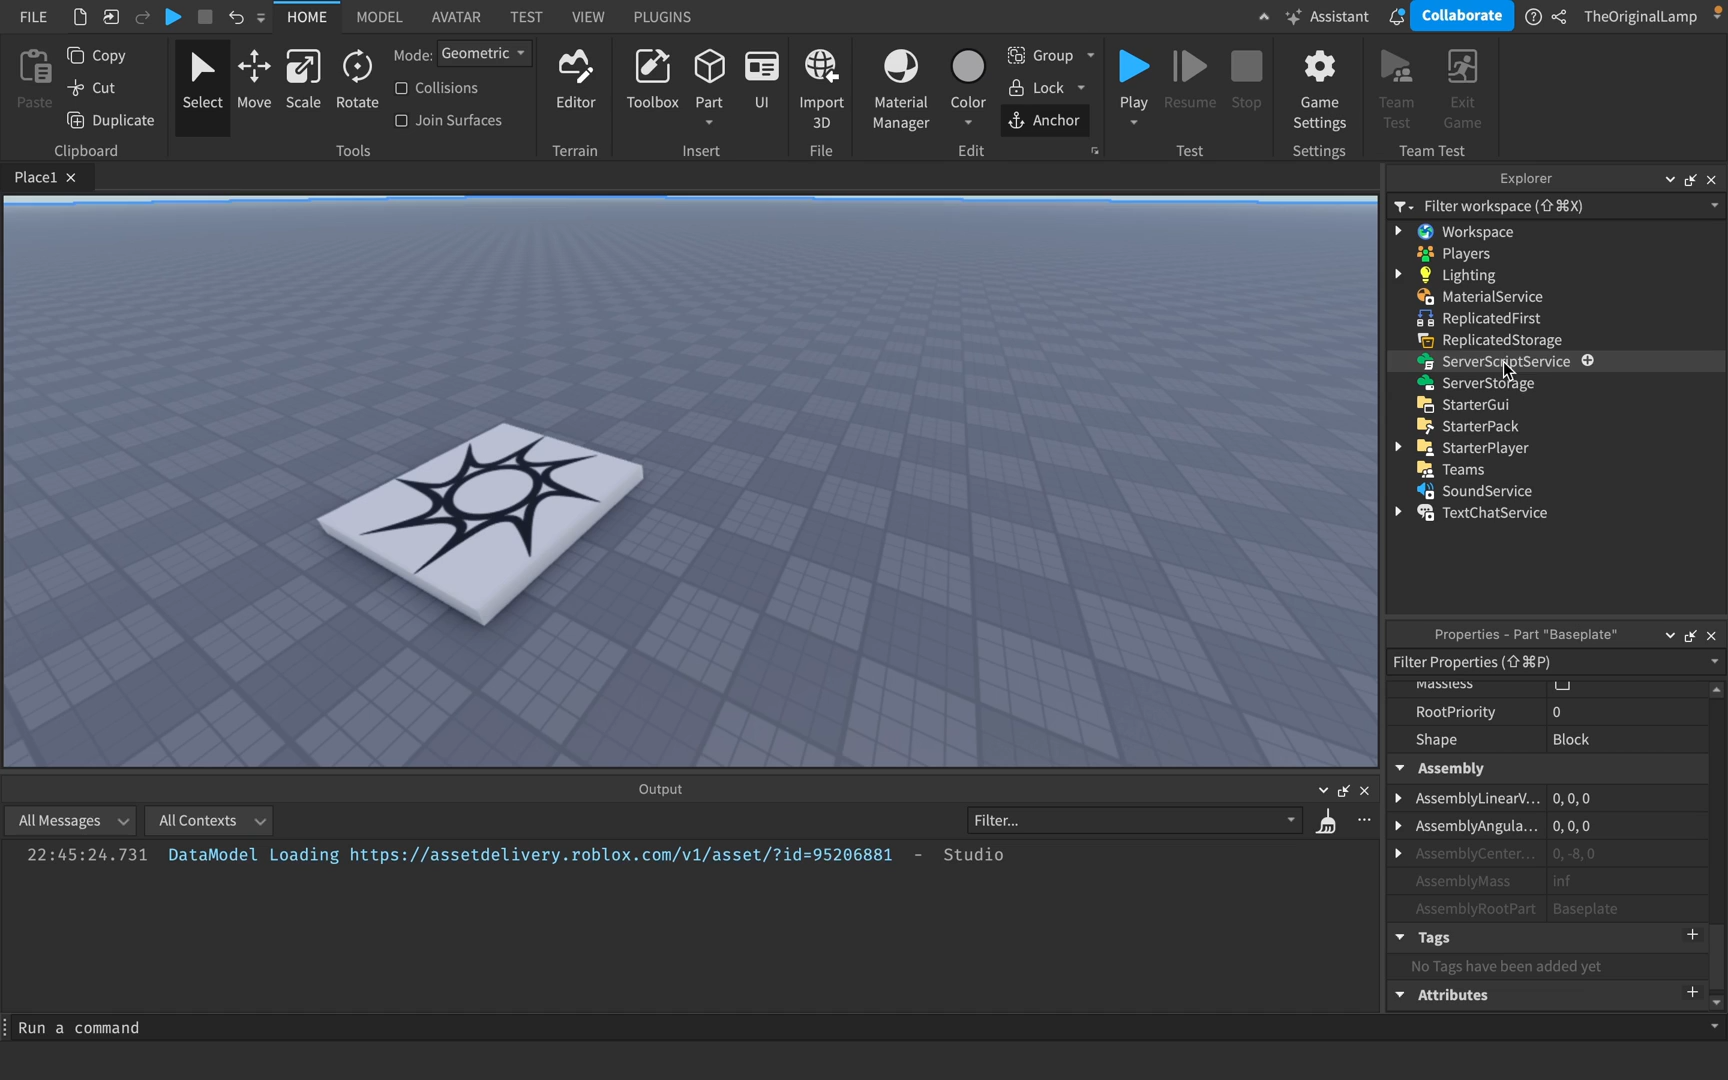 FILE HOME MODEL AVATAR TEST VIEW PLUGINS Assistant Collaborate TheOriginalLamp
Paste Copy Cut Duplicate Clipboard
Select Move Scale Rotate Mode: Geometric Collisions Join Surfaces Tools
Editor Terrain
Toolbox Part UI Insert
Import 3D File
Material Manager Color Group Lock Anchor Edit
Play Resume Stop Test
Game Settings Settings
Team Test Exit Game Team Test
Place1
Explorer
Filter workspace (⇧⌘X)
Workspace
Players
Lighting
MaterialService
ReplicatedFirst
ReplicatedStorage
ServerScriptService
ServerStorage
StarterGui
StarterPack
StarterPlayer
Teams
SoundService
TextChatService
Properties - Part "Baseplate"
Filter Properties (⇧⌘P)
Massless
RootPriority 0
Shape Block
Assembly
AssemblyLinearV... 0, 0, 0
AssemblyAngula... 0, 0, 0
AssemblyCenter... 0, -8, 0
AssemblyMass inf
AssemblyRootPart Baseplate
Tags
No Tags have been added yet
Attributes
Output
All Messages All Contexts Filter...
22:45:24.731 DataModel Loading https://assetdelivery.roblox.com/v1/asset/?id=95206881 - Studio
Run a command